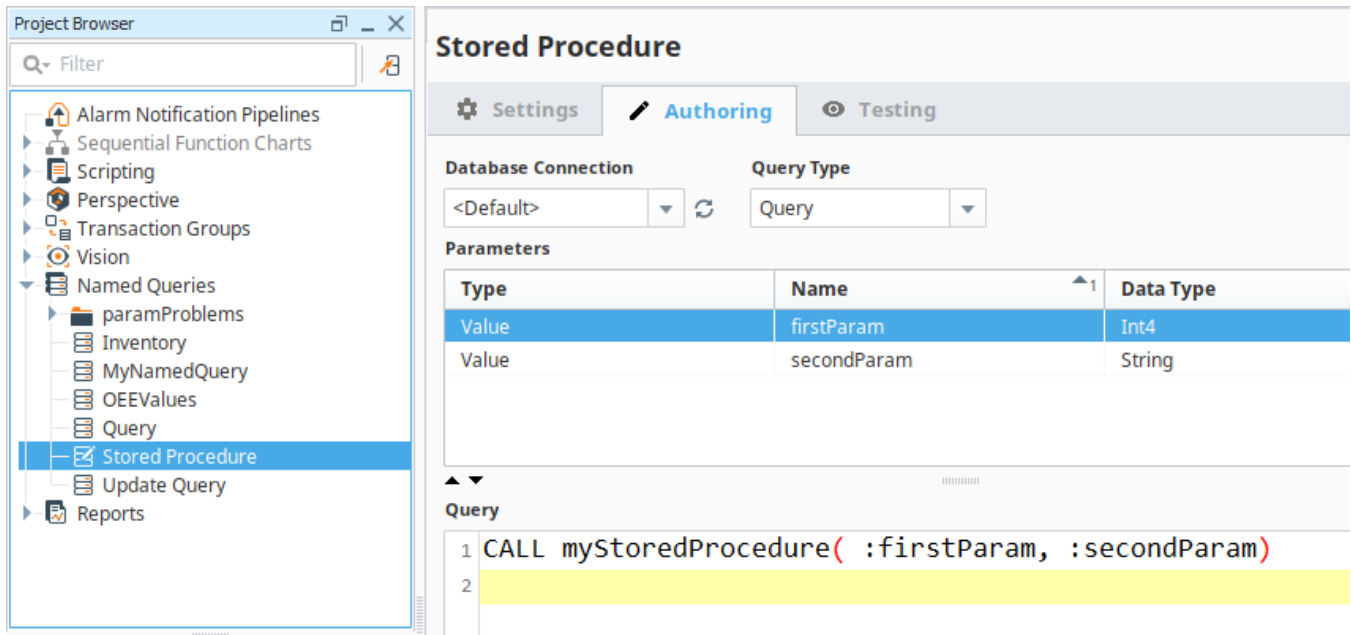 Project Browser
Filter
Alarm Notification Pipelines
Sequential Function Charts
Scripting
Perspective
Transaction Groups
Vision
Named Queries
paramProblems
Inventory
MyNamedQuery
OEEValues
Query
Stored Procedure
Update Query
Reports
Stored Procedure
Settings Authoring Testing
Database Connection Query Type
<Default> Query
Parameters
Type Name 1 Data Type
Value firstParam Int4
Value secondParam String
Query
1 CALL myStoredProcedure( :firstParam, :secondParam)
2